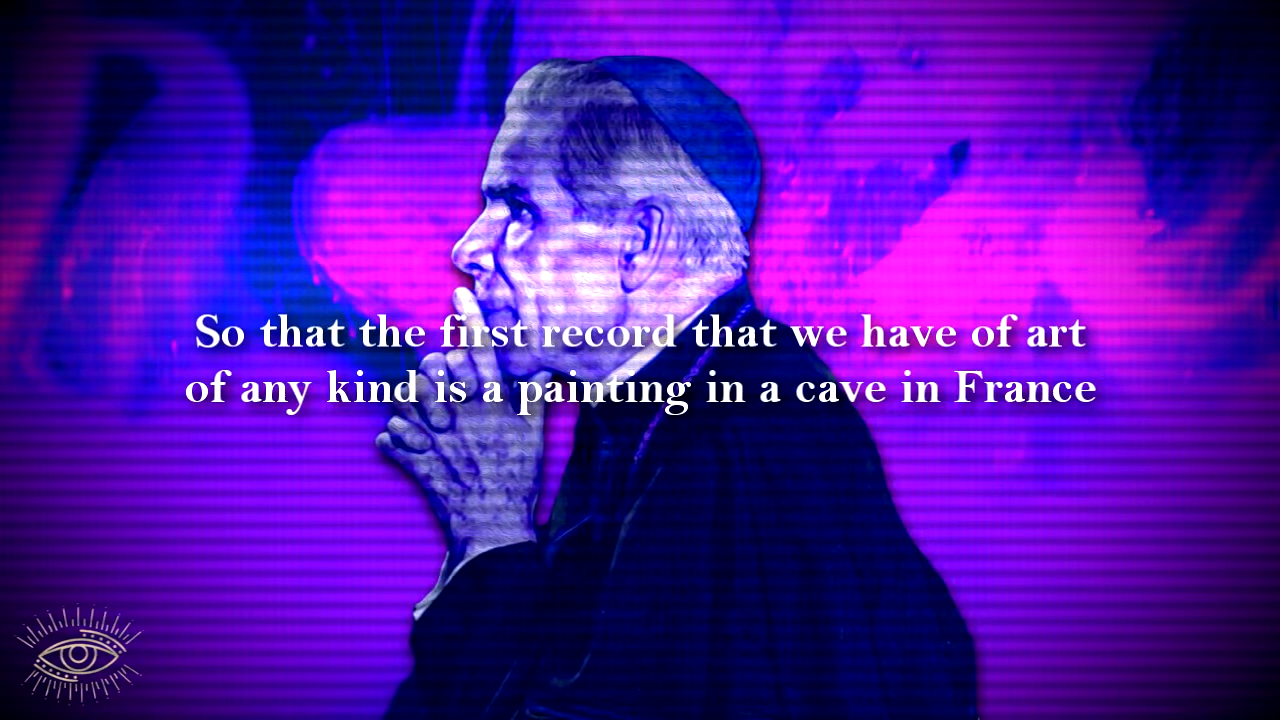 So that the first record that we have of art
of any kind is a painting in a cave in France